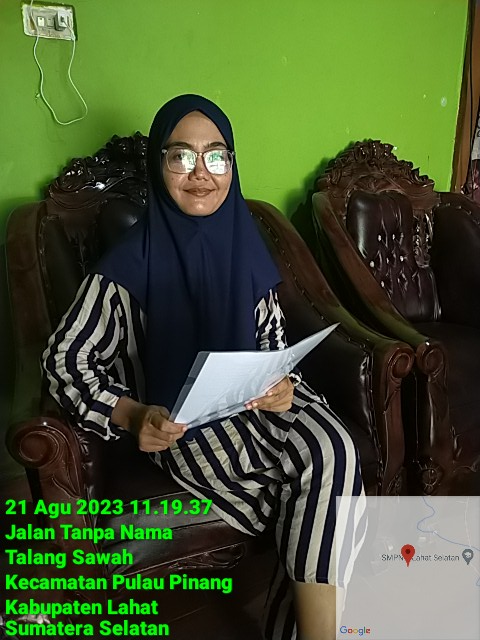 21 Agu 2023 11.19.37
Jalan Tanpa Nama
Talang Sawah
Kecamatan Pulau Pinang
Kabupaten Lahat
Sumatera Selatan
SMPN
Lahat Selatan
Google